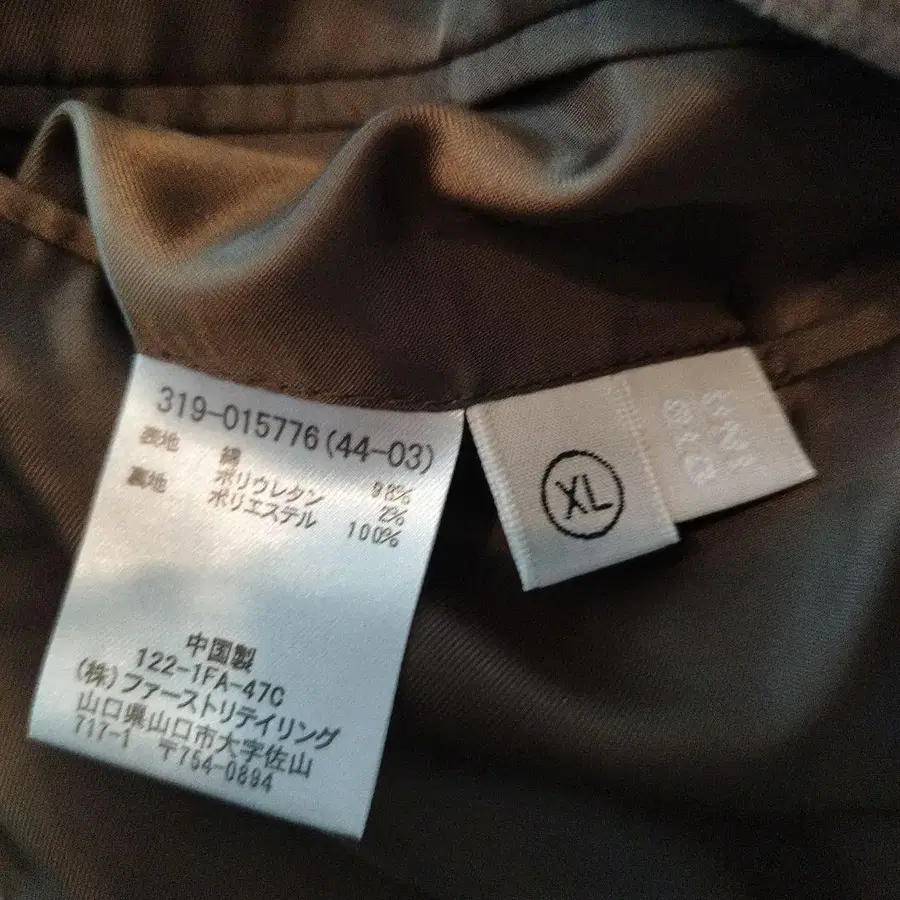 319-015776(44-03)
表地 綿 98%
ポリウレタン 2%
裏地 ポリエステル 100%
中国製
122-1FA-47C
(株)ファーストリテイリング
山口県山口市大字佐山
717-1 〒754-0894
XL